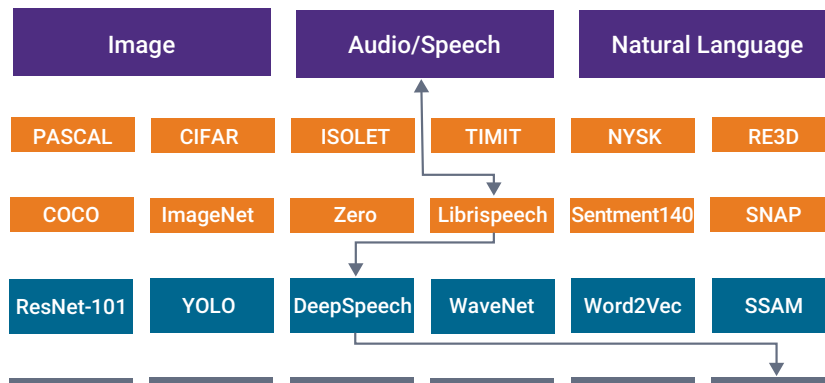 Image Audio/Speech Natural Language
PASCAL CIFAR ISOLET TIMIT NYSK RE3D
COCO ImageNet Zero Librispeech Sentment140 SNAP
ResNet-101 YOLO DeepSpeech WaveNet Word2Vec SSAM